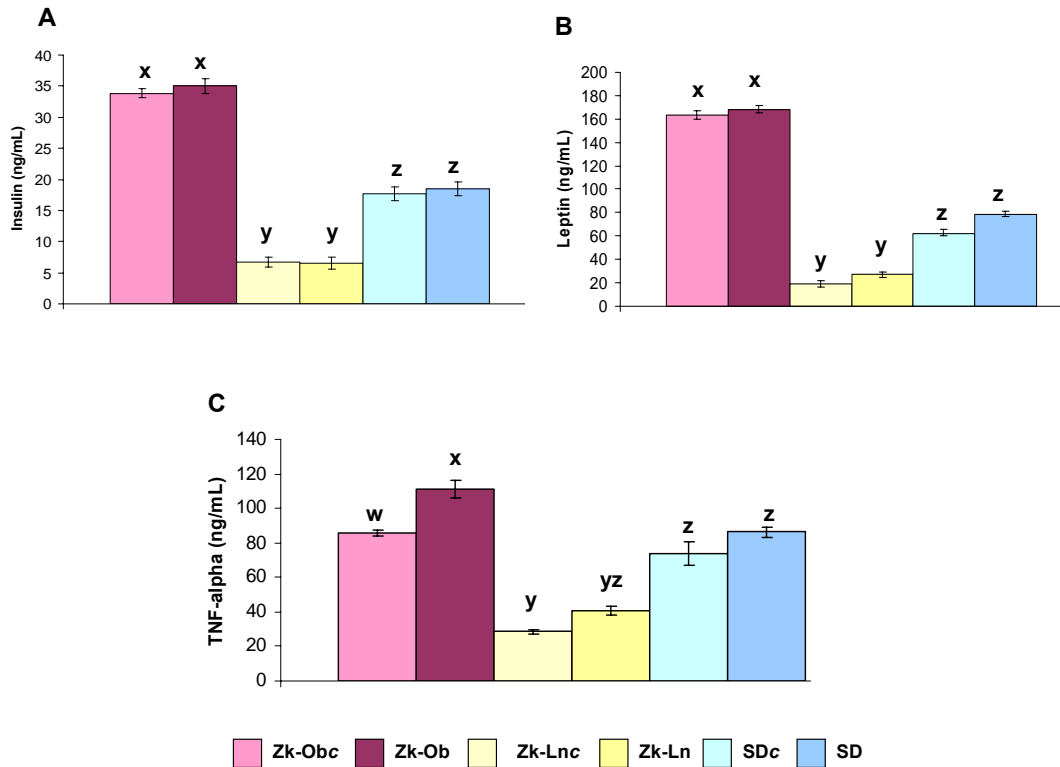 A
Insulin (ng/mL)
40
35
30
25
20
15
10
5
0
x
x
y
y
z
z
B
Leptin (ng/mL)
200
180
160
140
120
100
80
60
40
20
0
x
x
y
y
z
z
C
TNF-alpha (ng/mL)
140
120
100
80
60
40
20
0
w
x
y
yz
z
z
Zk-Obc Zk-Ob Zk-Lnc Zk-Ln SDc SD